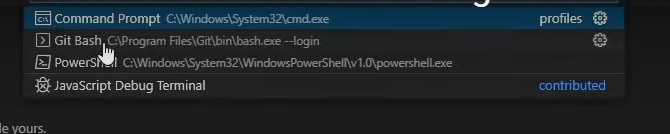 Command Prompt C:\Windows\System32\cmd.exe profiles
Git Bash C:\Program Files\Git\bin\bash.exe --login
PowerShell C:\Windows\System32\WindowsPowerShell\v1.0\powershell.exe
JavaScript Debug Terminal contributed
le yours.